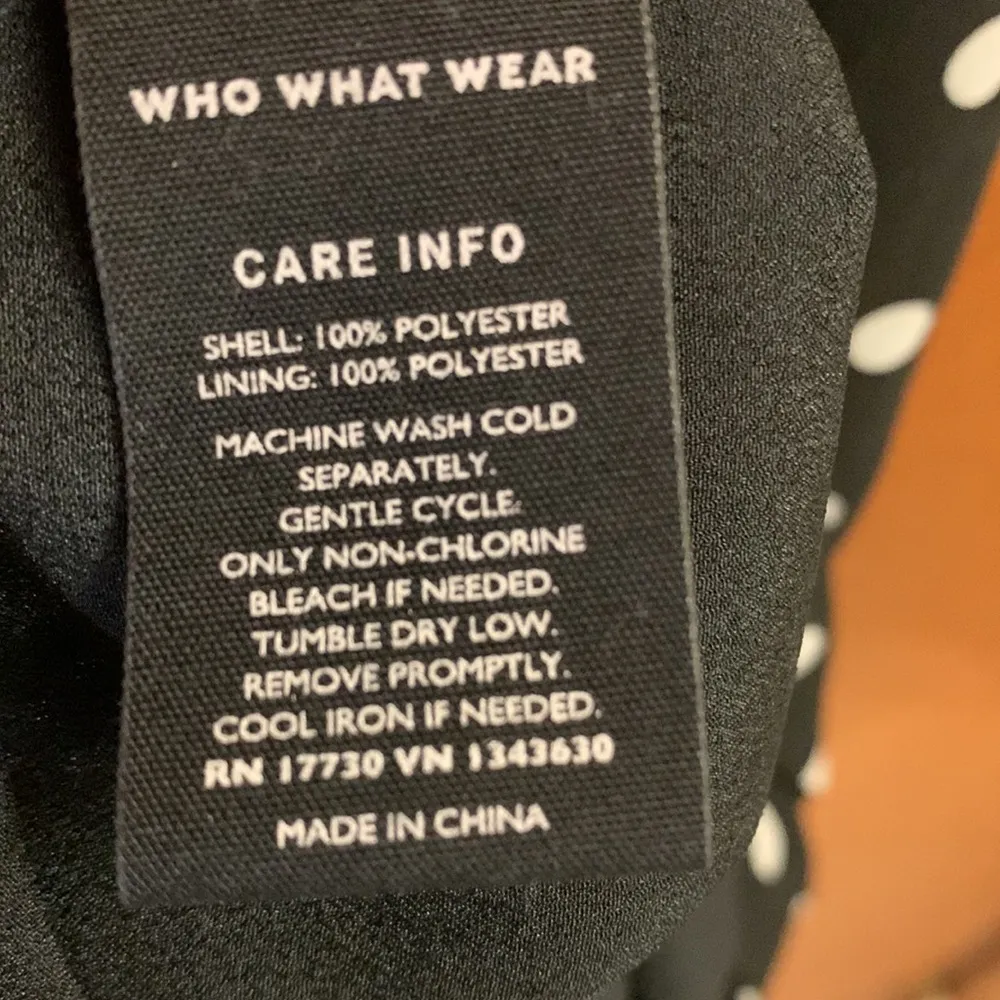 WHO WHAT WEAR
CARE INFO
SHELL: 100% POLYESTER
LINING: 100% POLYESTER
MACHINE WASH COLD
SEPARATELY.
GENTLE CYCLE.
ONLY NON-CHLORINE
BLEACH IF NEEDED.
TUMBLE DRY LOW.
REMOVE PROMPTLY.
COOL IRON IF NEEDED.
RN 17730 VN 1343630
MADE IN CHINA